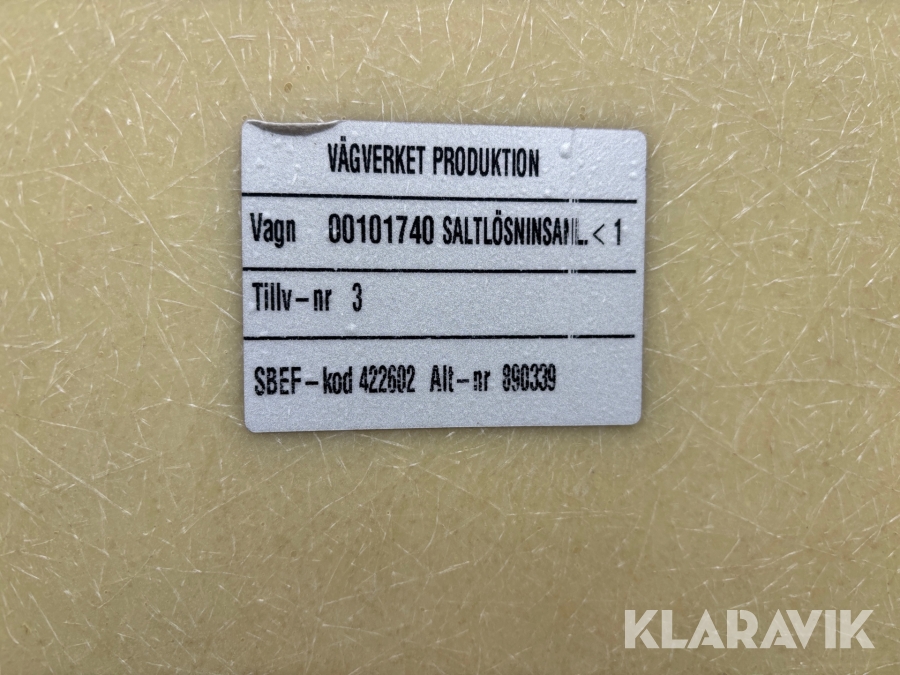 VÄGVERKET PRODUKTION
Vagn 00101740 SALTLÖSNINSANL. < 1
Tillv-nr 3
SBEF-kod 422602 Alt-nr 890339
KLARAVIK